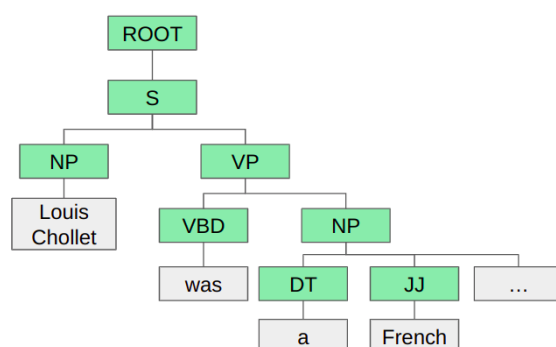 ROOT
S
NP VP
Louis
Chollet
VBD NP
was DT JJ ...
a French